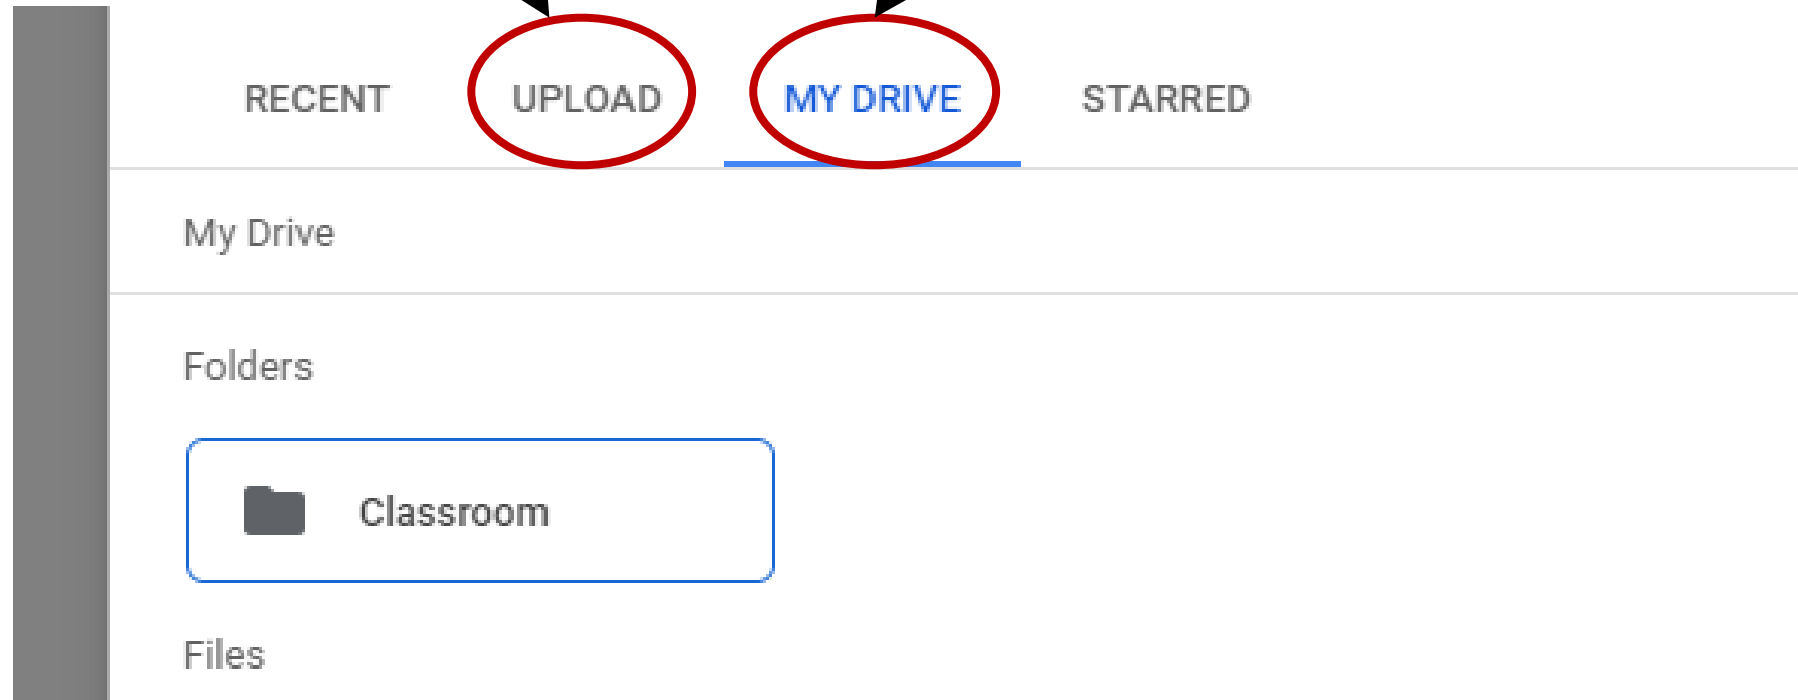 RECENT UPLOAD MY DRIVE STARRED
My Drive
Folders
Classroom
Files